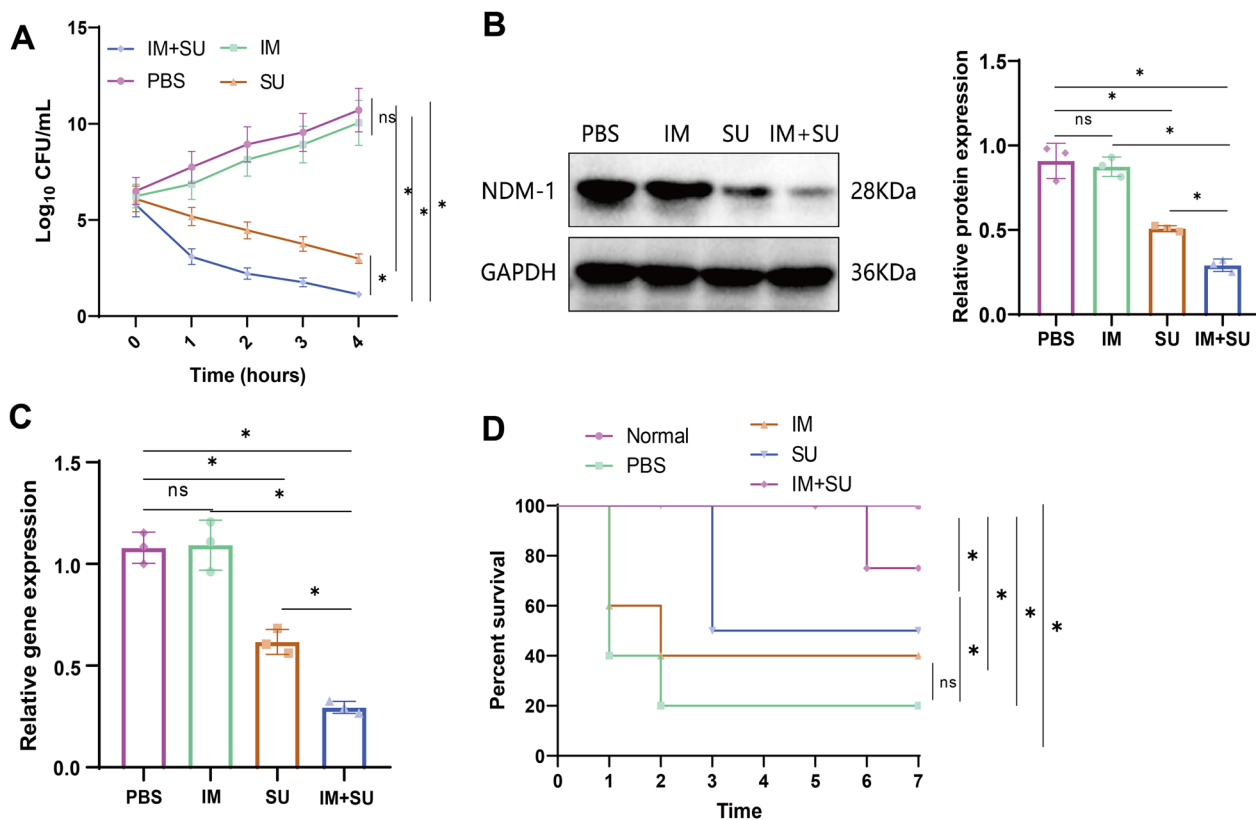 A
IM+SU
IM
PBS
SU
Log10 CFU/mL
15
10
5
0
0
1
2
3
4
Time (hours)
ns
*
*
*
*
B
PBS
IM
SU
IM+SU
NDM-1
28KDa
GAPDH
36KDa
Relative protein expression
1.5
1.0
0.5
0.0
*
*
ns
*
*
PBS
IM
SU
IM+SU
C
Relative gene expression
1.5
1.0
0.5
0.0
*
*
ns
*
*
PBS
IM
SU
IM+SU
D
Normal
IM
PBS
SU
IM+SU
Percent survival
100
80
60
40
20
0
0
1
2
3
4
5
6
7
Time
ns
*
*
*
*
*